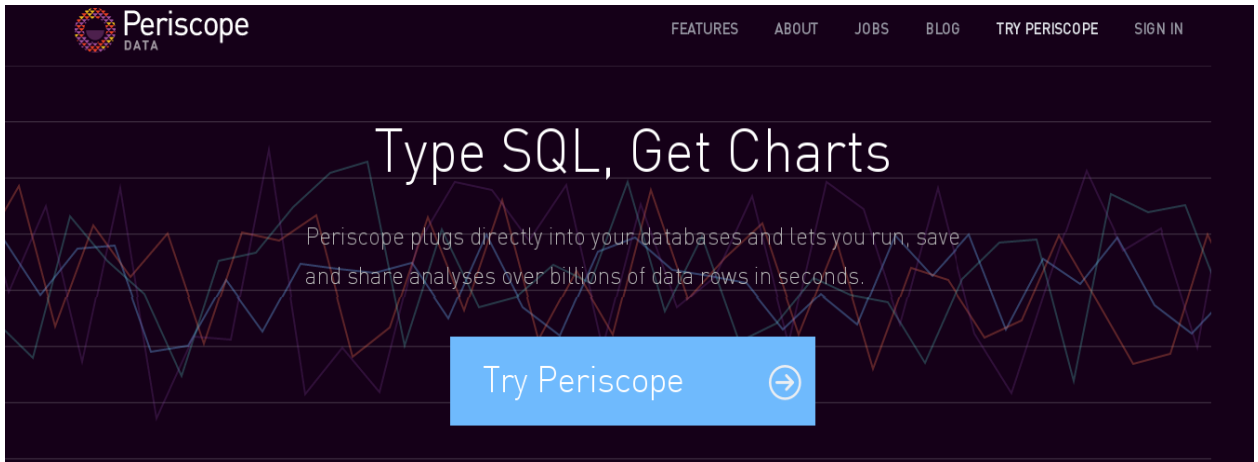 Periscope
DATA
FEATURES ABOUT JOBS BLOG TRY PERISCOPE SIGN IN
Type SQL, Get Charts
Periscope plugs directly into your databases and lets you run, save
and share analyses over billions of data rows in seconds.
Try Periscope